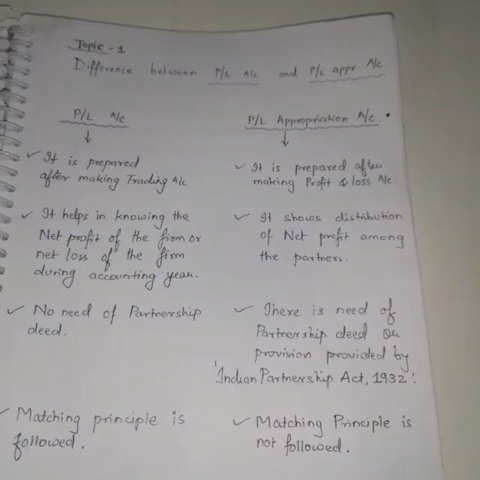 Topic - 1
Difference between P/L A/c and P/L appr A/c.
P/L A/c
✓ It is prepared
after making Trading A/c
✓ It helps in knowing the
Net profit of the firm or
net loss of the firm
during accounting year.
✓ No need of Partnership
deed.
✓ Matching principle is
followed.
P/L Appropriation A/c.
✓ It is prepared after
making Profit & loss A/c.
✓ It shows distribution
of Net profit among
the partners.
✓ There is need of
Partnership deed or
provision provided by
'Indian Partnership Act, 1932'.
✓ Matching Principle is
not followed.